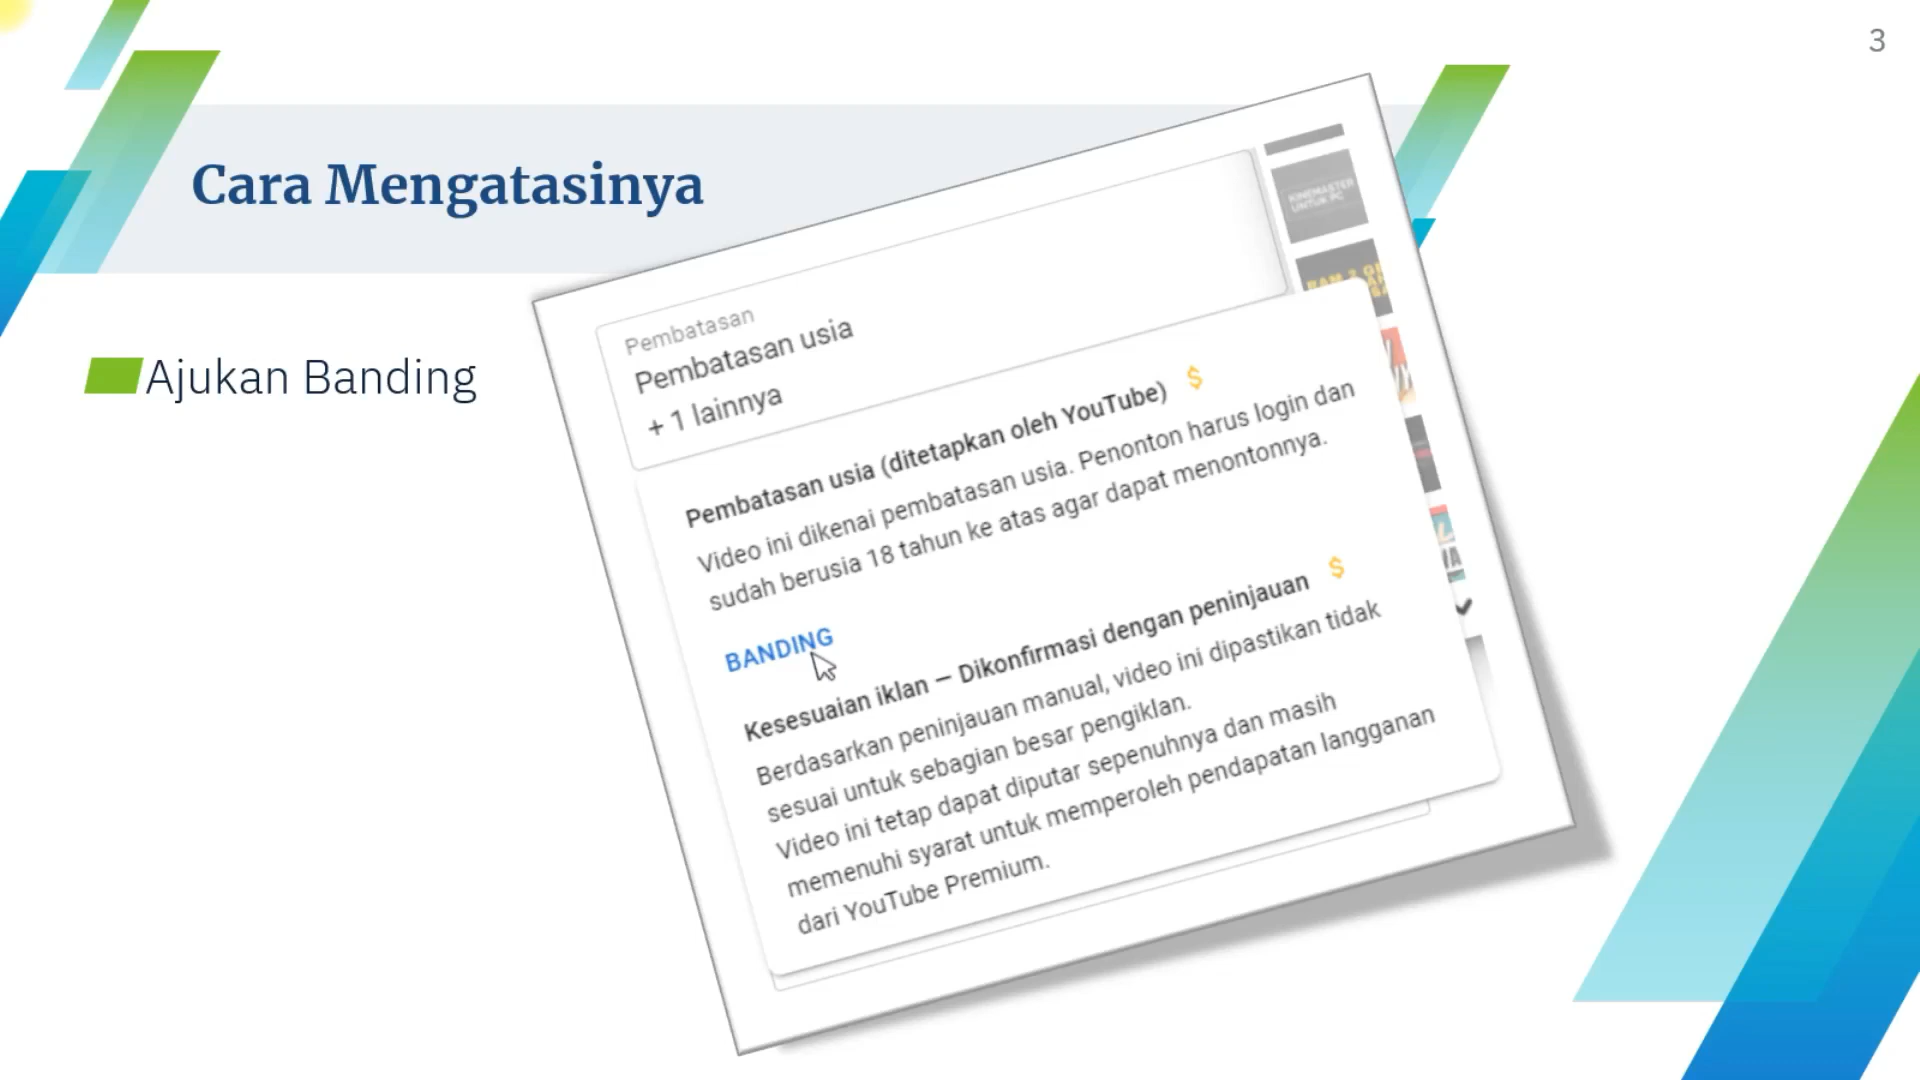 3
Cara Mengatasinya
Ajukan Banding
KINEMASTER
UNTUK PC
Pembatasan
Pembatasan usia
+ 1 lainnya
Pembatasan usia (ditetapkan oleh YouTube) $
Video ini dikenai pembatasan usia. Penonton harus login dan
sudah berusia 18 tahun ke atas agar dapat menontonnya.
BANDING
Kesesuaian iklan — Dikonfirmasi dengan peninjauan $
Berdasarkan peninjauan manual, video ini dipastikan tidak
sesuai untuk sebagian besar pengiklan.
Video ini tetap dapat diputar sepenuhnya dan masih
memenuhi syarat untuk memperoleh pendapatan langganan
dari YouTube Premium.